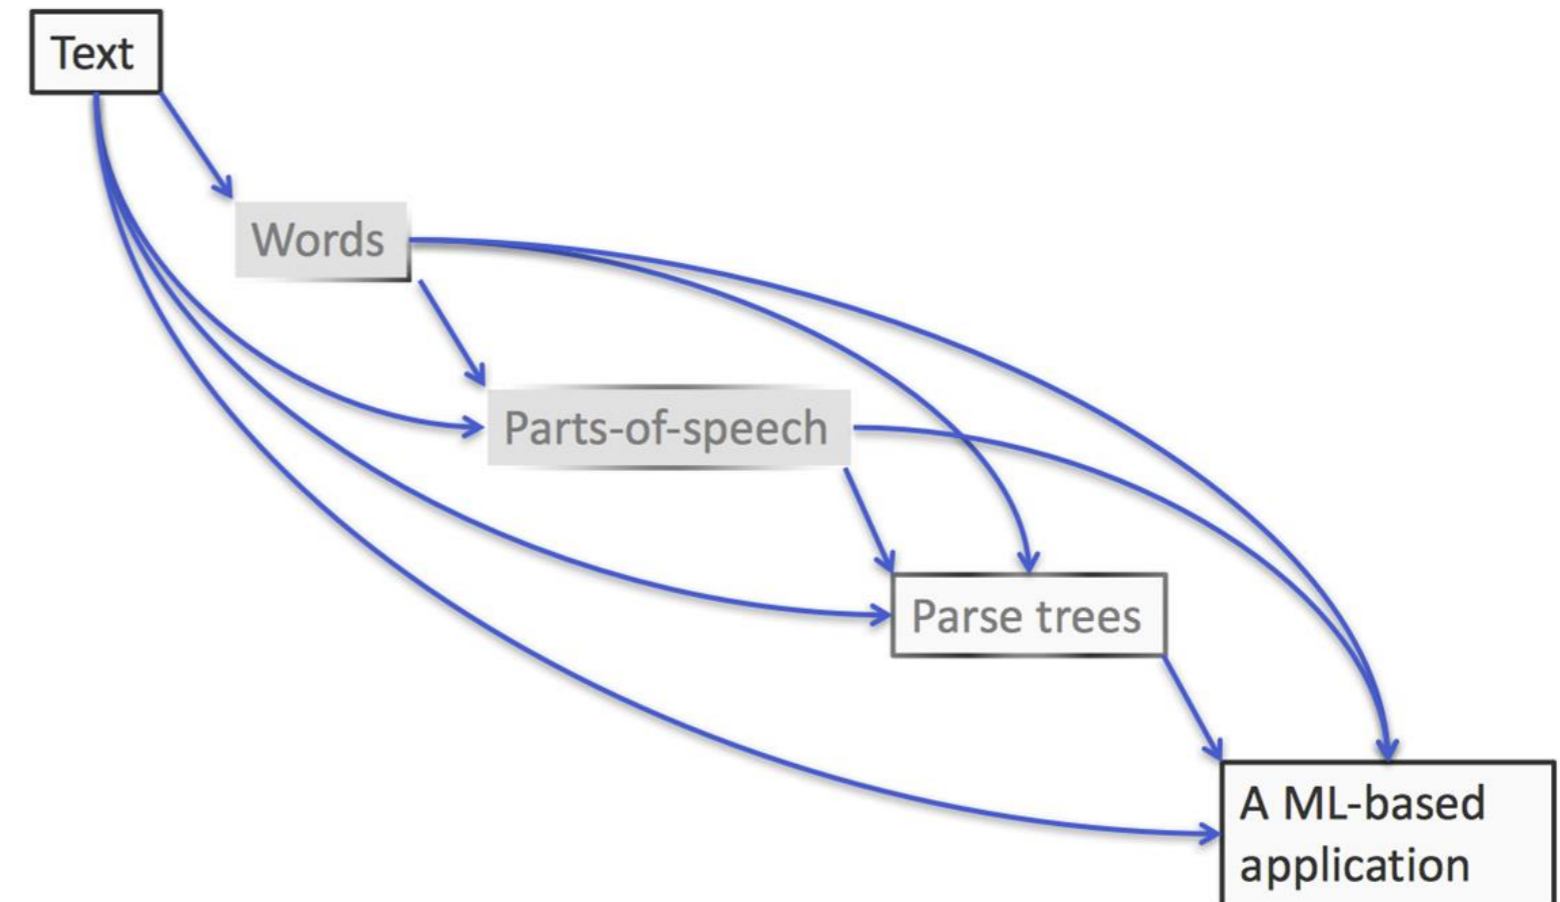 Text
Words
Parts-of-speech
Parse trees
A ML-based
application